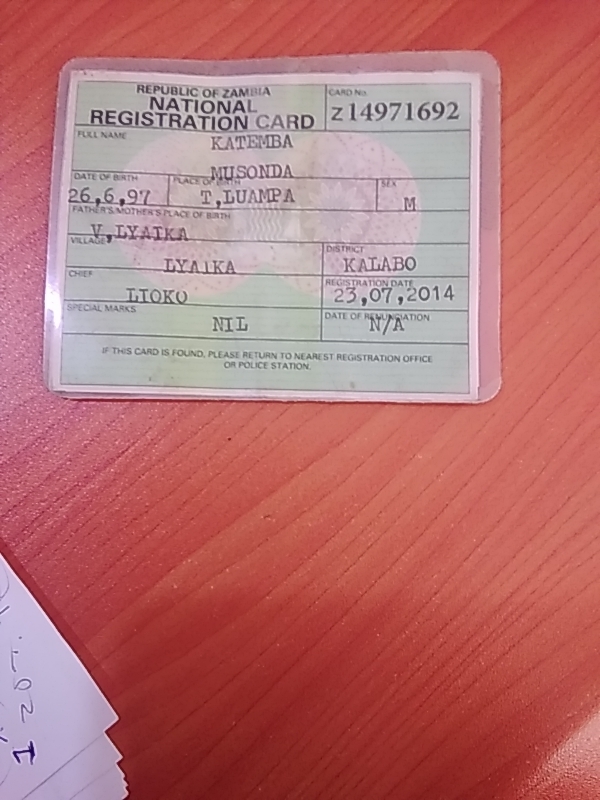 REPUBLIC OF ZAMBIA
NATIONAL
REGISTRATION CARD
CARD No.
Z14971692
FULL NAME
KATEMBA
MUSONDA
DATE OF BIRTH
PLACE OF BIRTH
SEX
26,6,97
T,LUAMPA
M
FATHER'S/MOTHER'S PLACE OF BIRTH
V,LYAIKA
VILLAGE
LYAIKA
DISTRICT
KALABO
CHIEF
LIOKO
REGISTRATION DATE
23,07,2014
SPECIAL MARKS
NIL
DATE OF RENUNCIATION
N/A
IF THIS CARD IS FOUND, PLEASE RETURN TO NEAREST REGISTRATION OFFICE
OR POLICE STATION.